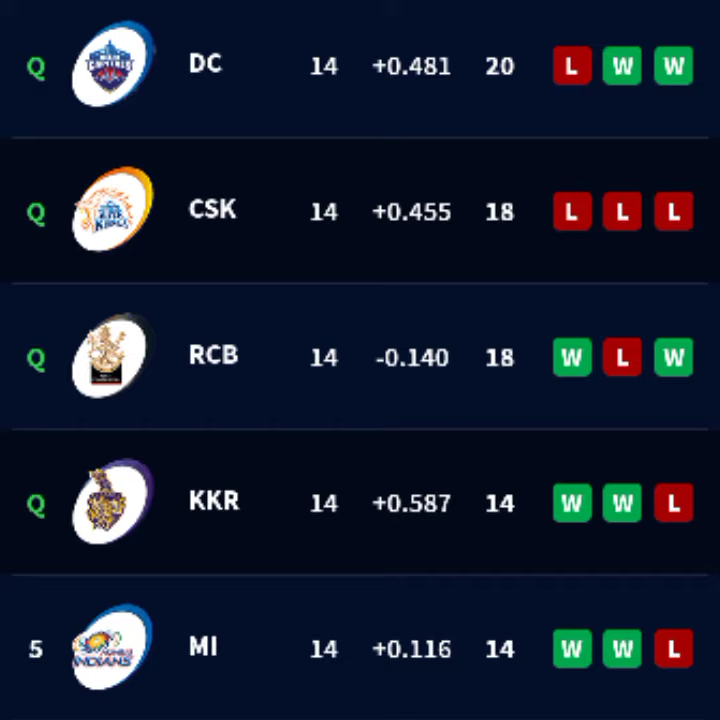 Q DC 14 +0.481 20 L W W
Q CSK 14 +0.455 18 L L L
Q RCB 14 -0.140 18 W L W
Q KKR 14 +0.587 14 W W L
5 INDIANS MI 14 +0.116 14 W W L